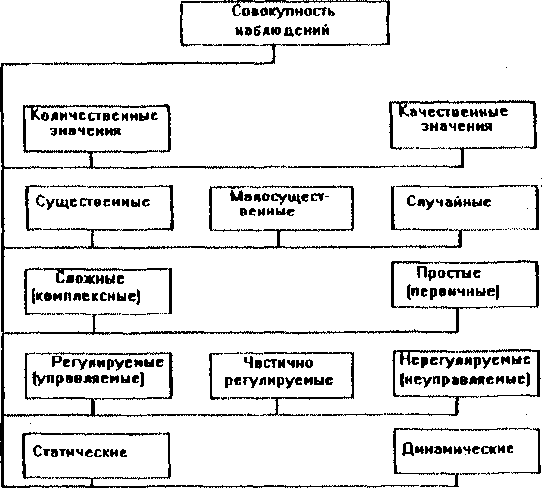 Совокупность
наблюдений
Количественные
значения
Качественные
значения
Существенные
Малосущест-
венные
Случайные
Сложные
(комплексные)
Простые
(первичные)
Регулируемые
(управляемые)
Частично
регулируемые
Нерегулируемые
(неуправляемые)
Статические
Динамические